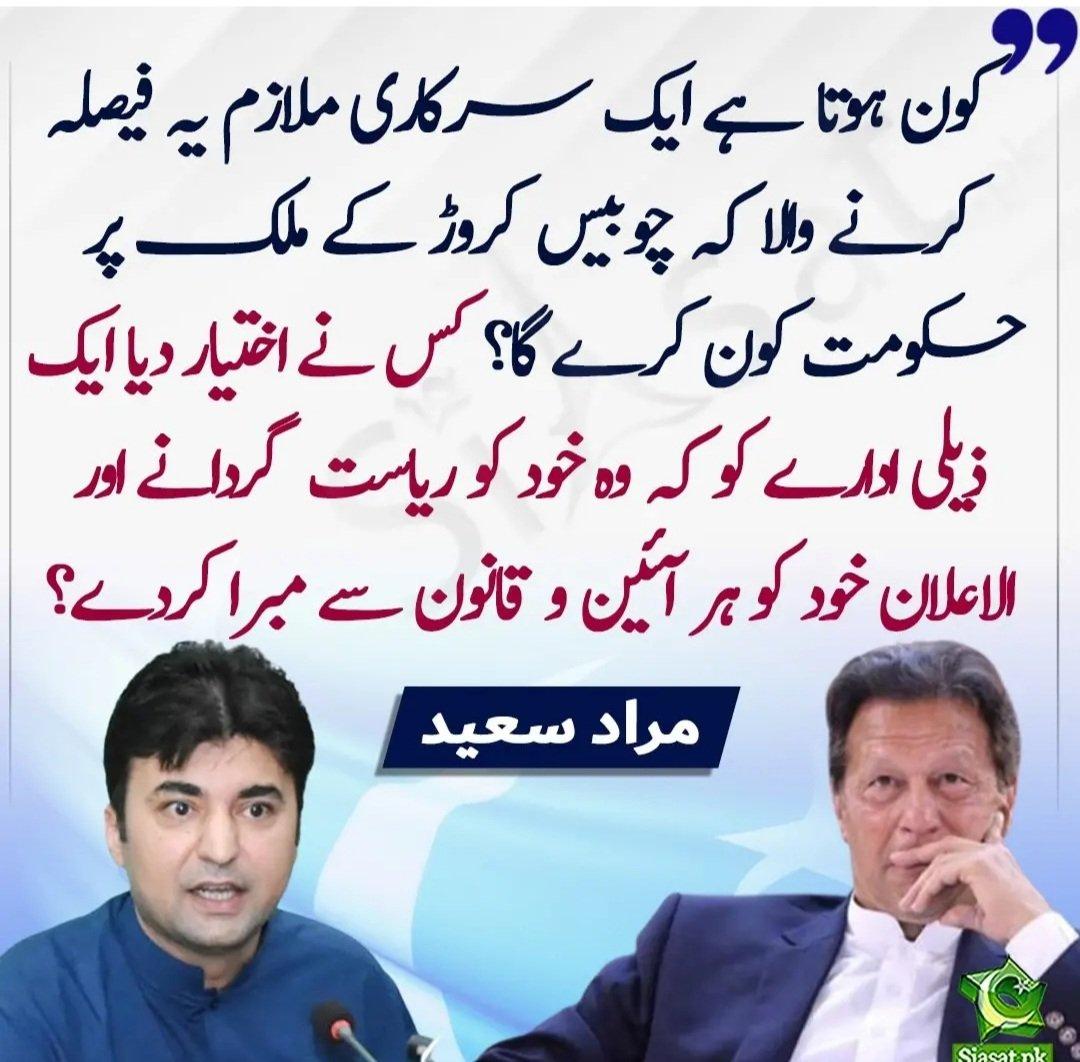 کون ہوتا ہے ایک سرکاری ملازم یہ فیصلہ
کرنے والا کہ چوبیس کروڑ کے ملک پر
حکومت کون کرے گا؟ کس نے اختیار دیا ایک
ذیلی ادارے کو کہ وہ خود کو ریاست گردانے اور
الاعلان خود کو ہر آئین و قانون سے مبرا کردے؟
مراد سعید
Siasat.pk